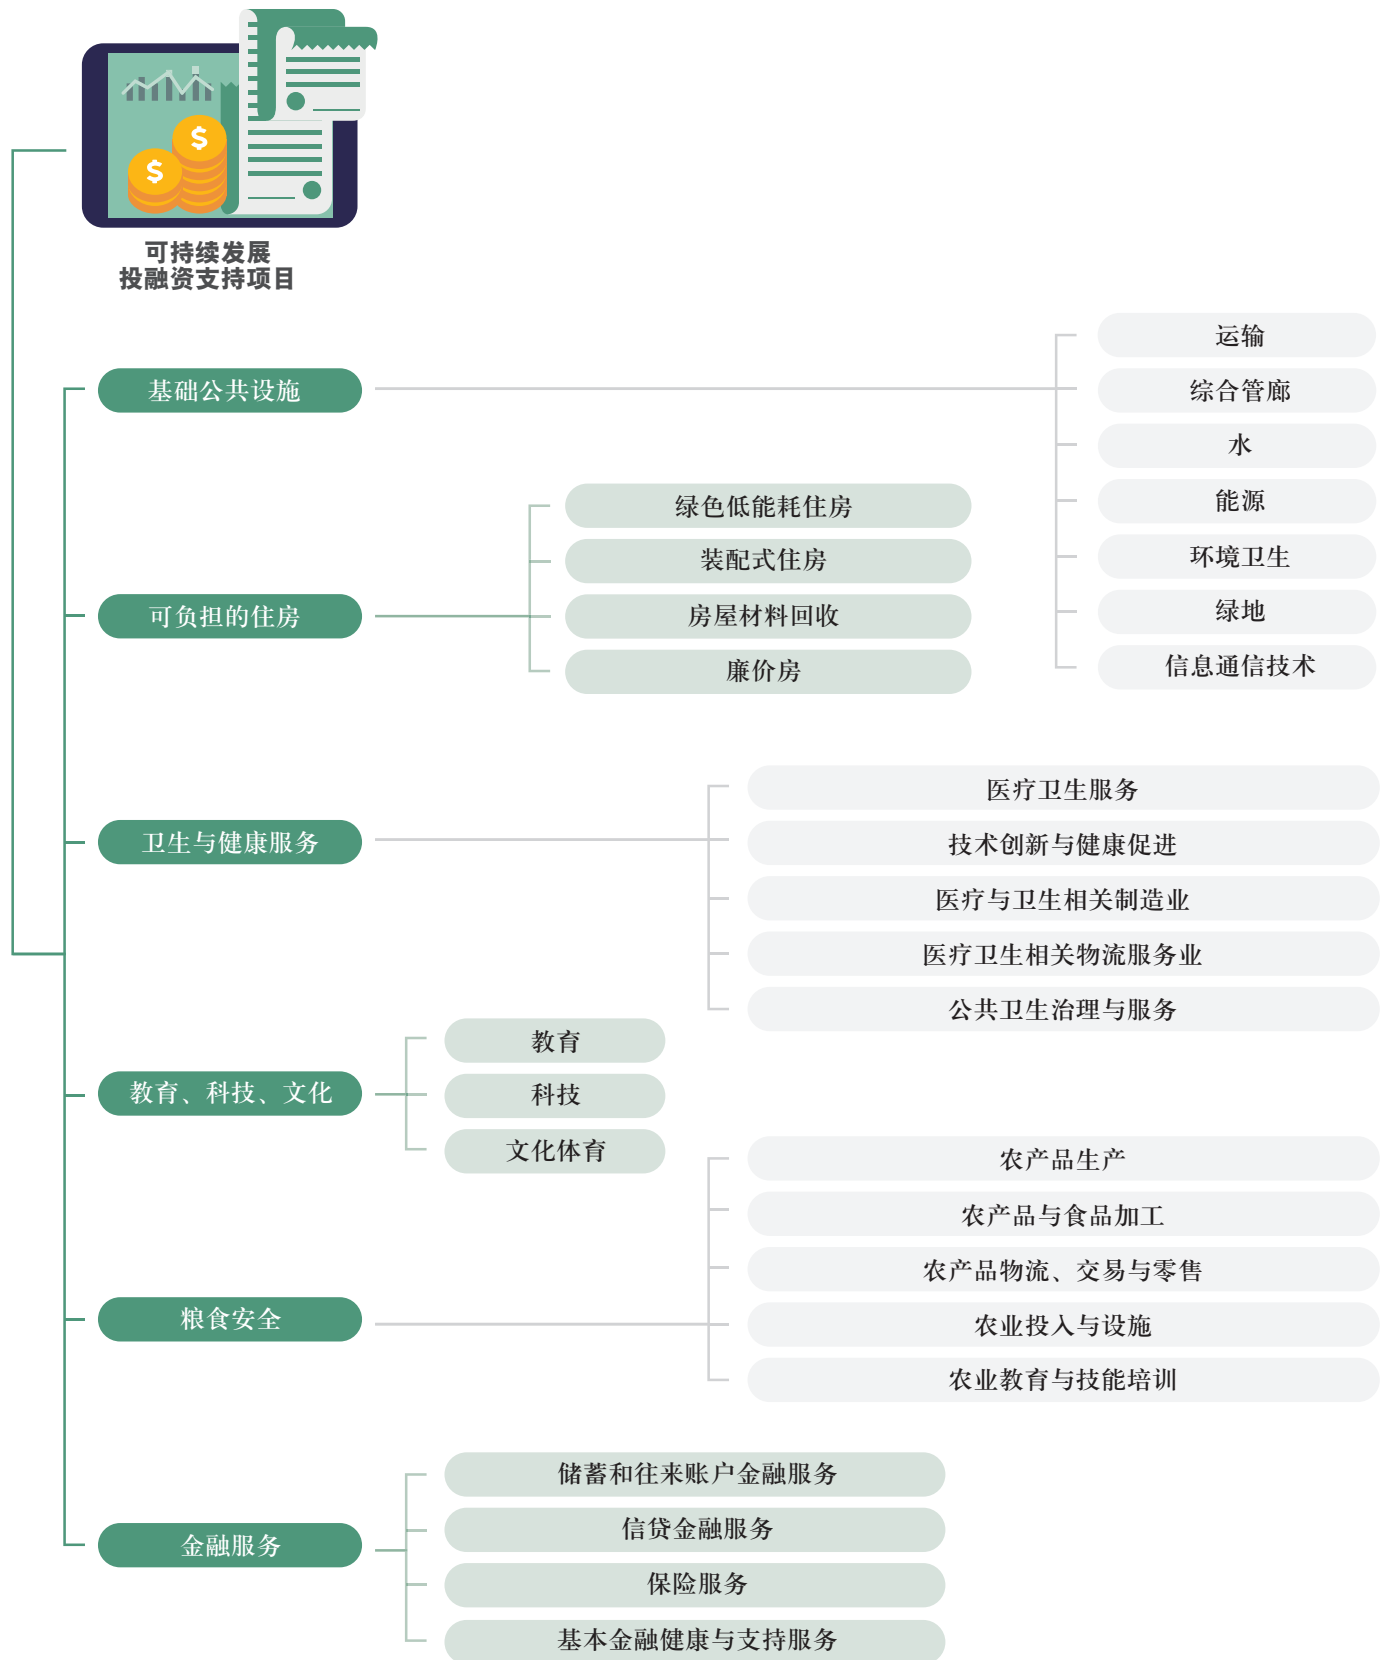 可持续发展
投融资支持项目
基础公共设施
运输
综合管廊
水
能源
环境卫生
绿地
信息通信技术
可负担的住房
绿色低能耗住房
装配式住房
房屋材料回收
廉价房
卫生与健康服务
医疗卫生服务
技术创新与健康促进
医疗与卫生相关制造业
医疗卫生相关物流服务业
公共卫生治理与服务
教育、科技、文化
教育
科技
文化体育
粮食安全
农产品生产
农产品与食品加工
农产品物流、交易与零售
农业投入与设施
农业教育与技能培训
金融服务
储蓄和往来账户金融服务
信贷金融服务
保险服务
基本金融健康与支持服务
$
$